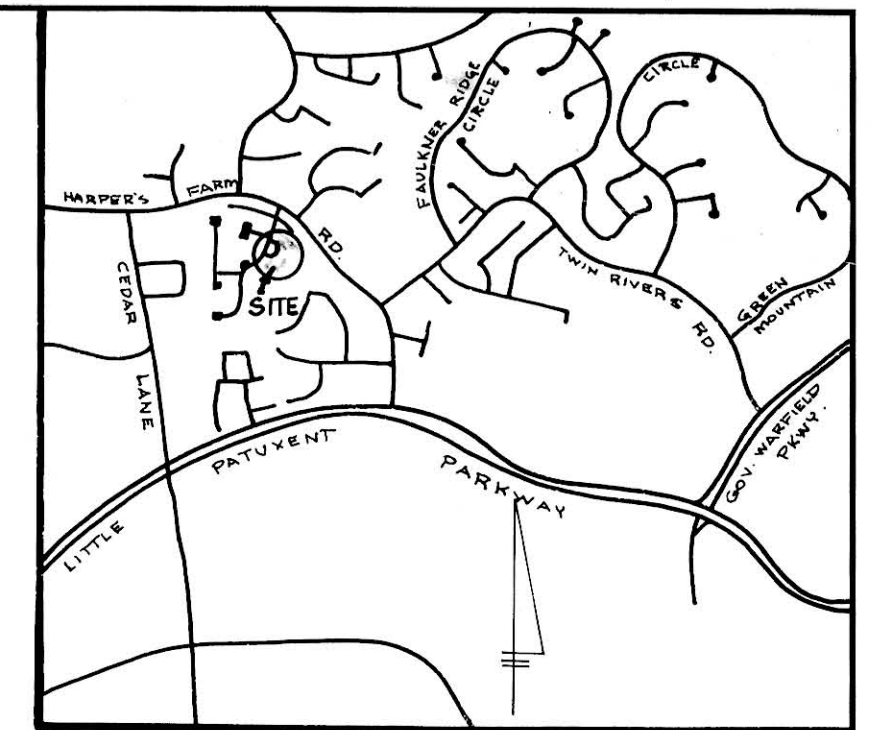 FAULKNER RIDGE
CIRCLE
CIRCLE
HARPER'S FARM RD.
CEDAR LANE
SITE
TWIN RIVERS RD.
GREEN MOUNTAIN
GOV. WARFIELD
PKWY.
LITTLE PATUXENT PARKWAY